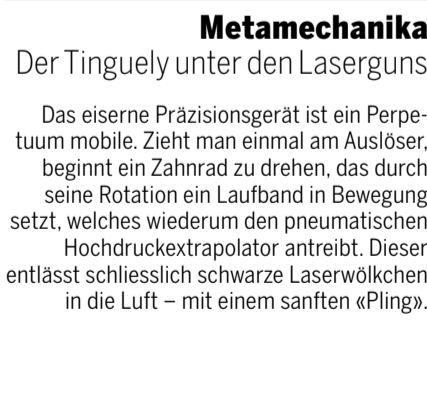 Metamechanika
Der Tinguely unter den Laserguns
Das eiserne Präzisionsgerät ist ein Perpe-
tuum mobile. Zieht man einmal am Auslöser,
beginnt ein Zahnrad zu drehen, das durch
seine Rotation ein Laufband in Bewegung
setzt, welches wiederum den pneumatischen
Hochdruckextrapolator antreibt. Dieser
entlässt schliesslich schwarze Laserwölkchen
in die Luft – mit einem sanften «Pling».